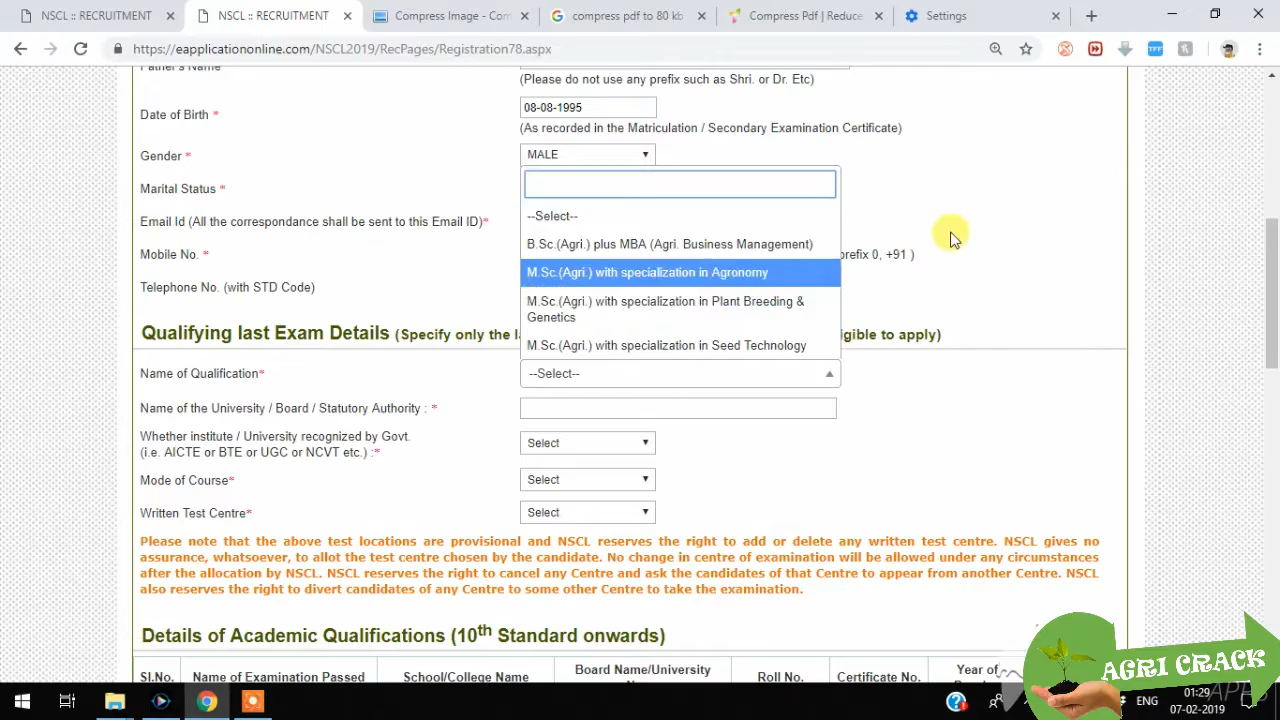 NSCL :: RECRUITMENT
NSCL :: RECRUITMENT
Compress Image - Com
compress pdf to 80 kb
Compress Pdf | Reduce
Settings
https://eapplicationonline.com/NSCL2019/RecPages/Registration78.aspx
Father's Name
(Please do not use any prefix such as Shri. or Dr. Etc)
Date of Birth *
08-08-1995
(As recorded in the Matriculation / Secondary Examination Certificate)
Gender *
MALE
Marital Status *
--Select--
Email Id (All the correspondance shall be sent to this Email ID)*
B.Sc.(Agri.) plus MBA (Agri. Business Management)
Mobile No. *
prefix 0, +91 )
M.Sc.(Agri.) with specialization in Agronomy
Telephone No. (with STD Code)
M.Sc.(Agri.) with specialization in Plant Breeding &
Genetics
Qualifying last Exam Details (Specify only the la
igible to apply)
M.Sc.(Agri.) with specialization in Seed Technology
Name of Qualification*
--Select--
Name of the University / Board / Statutory Authority : *
Whether institute / University recognized by Govt.
(i.e. AICTE or BTE or UGC or NCVT etc.) :*
Select
Mode of Course*
Select
Written Test Centre*
Select
Please note that the above test locations are provisional and NSCL reserves the right to add or delete any written test centre. NSCL gives no
assurance, whatsoever, to allot the test centre chosen by the candidate. No change in centre of examination will be allowed under any circumstances
after the allocation by NSCL. NSCL reserves the right to cancel any Centre and ask the candidates of that Centre to appear from another Centre. NSCL
also reserves the right to divert candidates of any Centre to some other Centre to take the examination.
Details of Academic Qualifications (10th Standard onwards)
Sl.No.
Name of Examination Passed
School/College Name
Board Name/University
Roll No.
Certificate No.
Year of
AGRI CRACK
TFF
ENG
01:29
07-02-2019